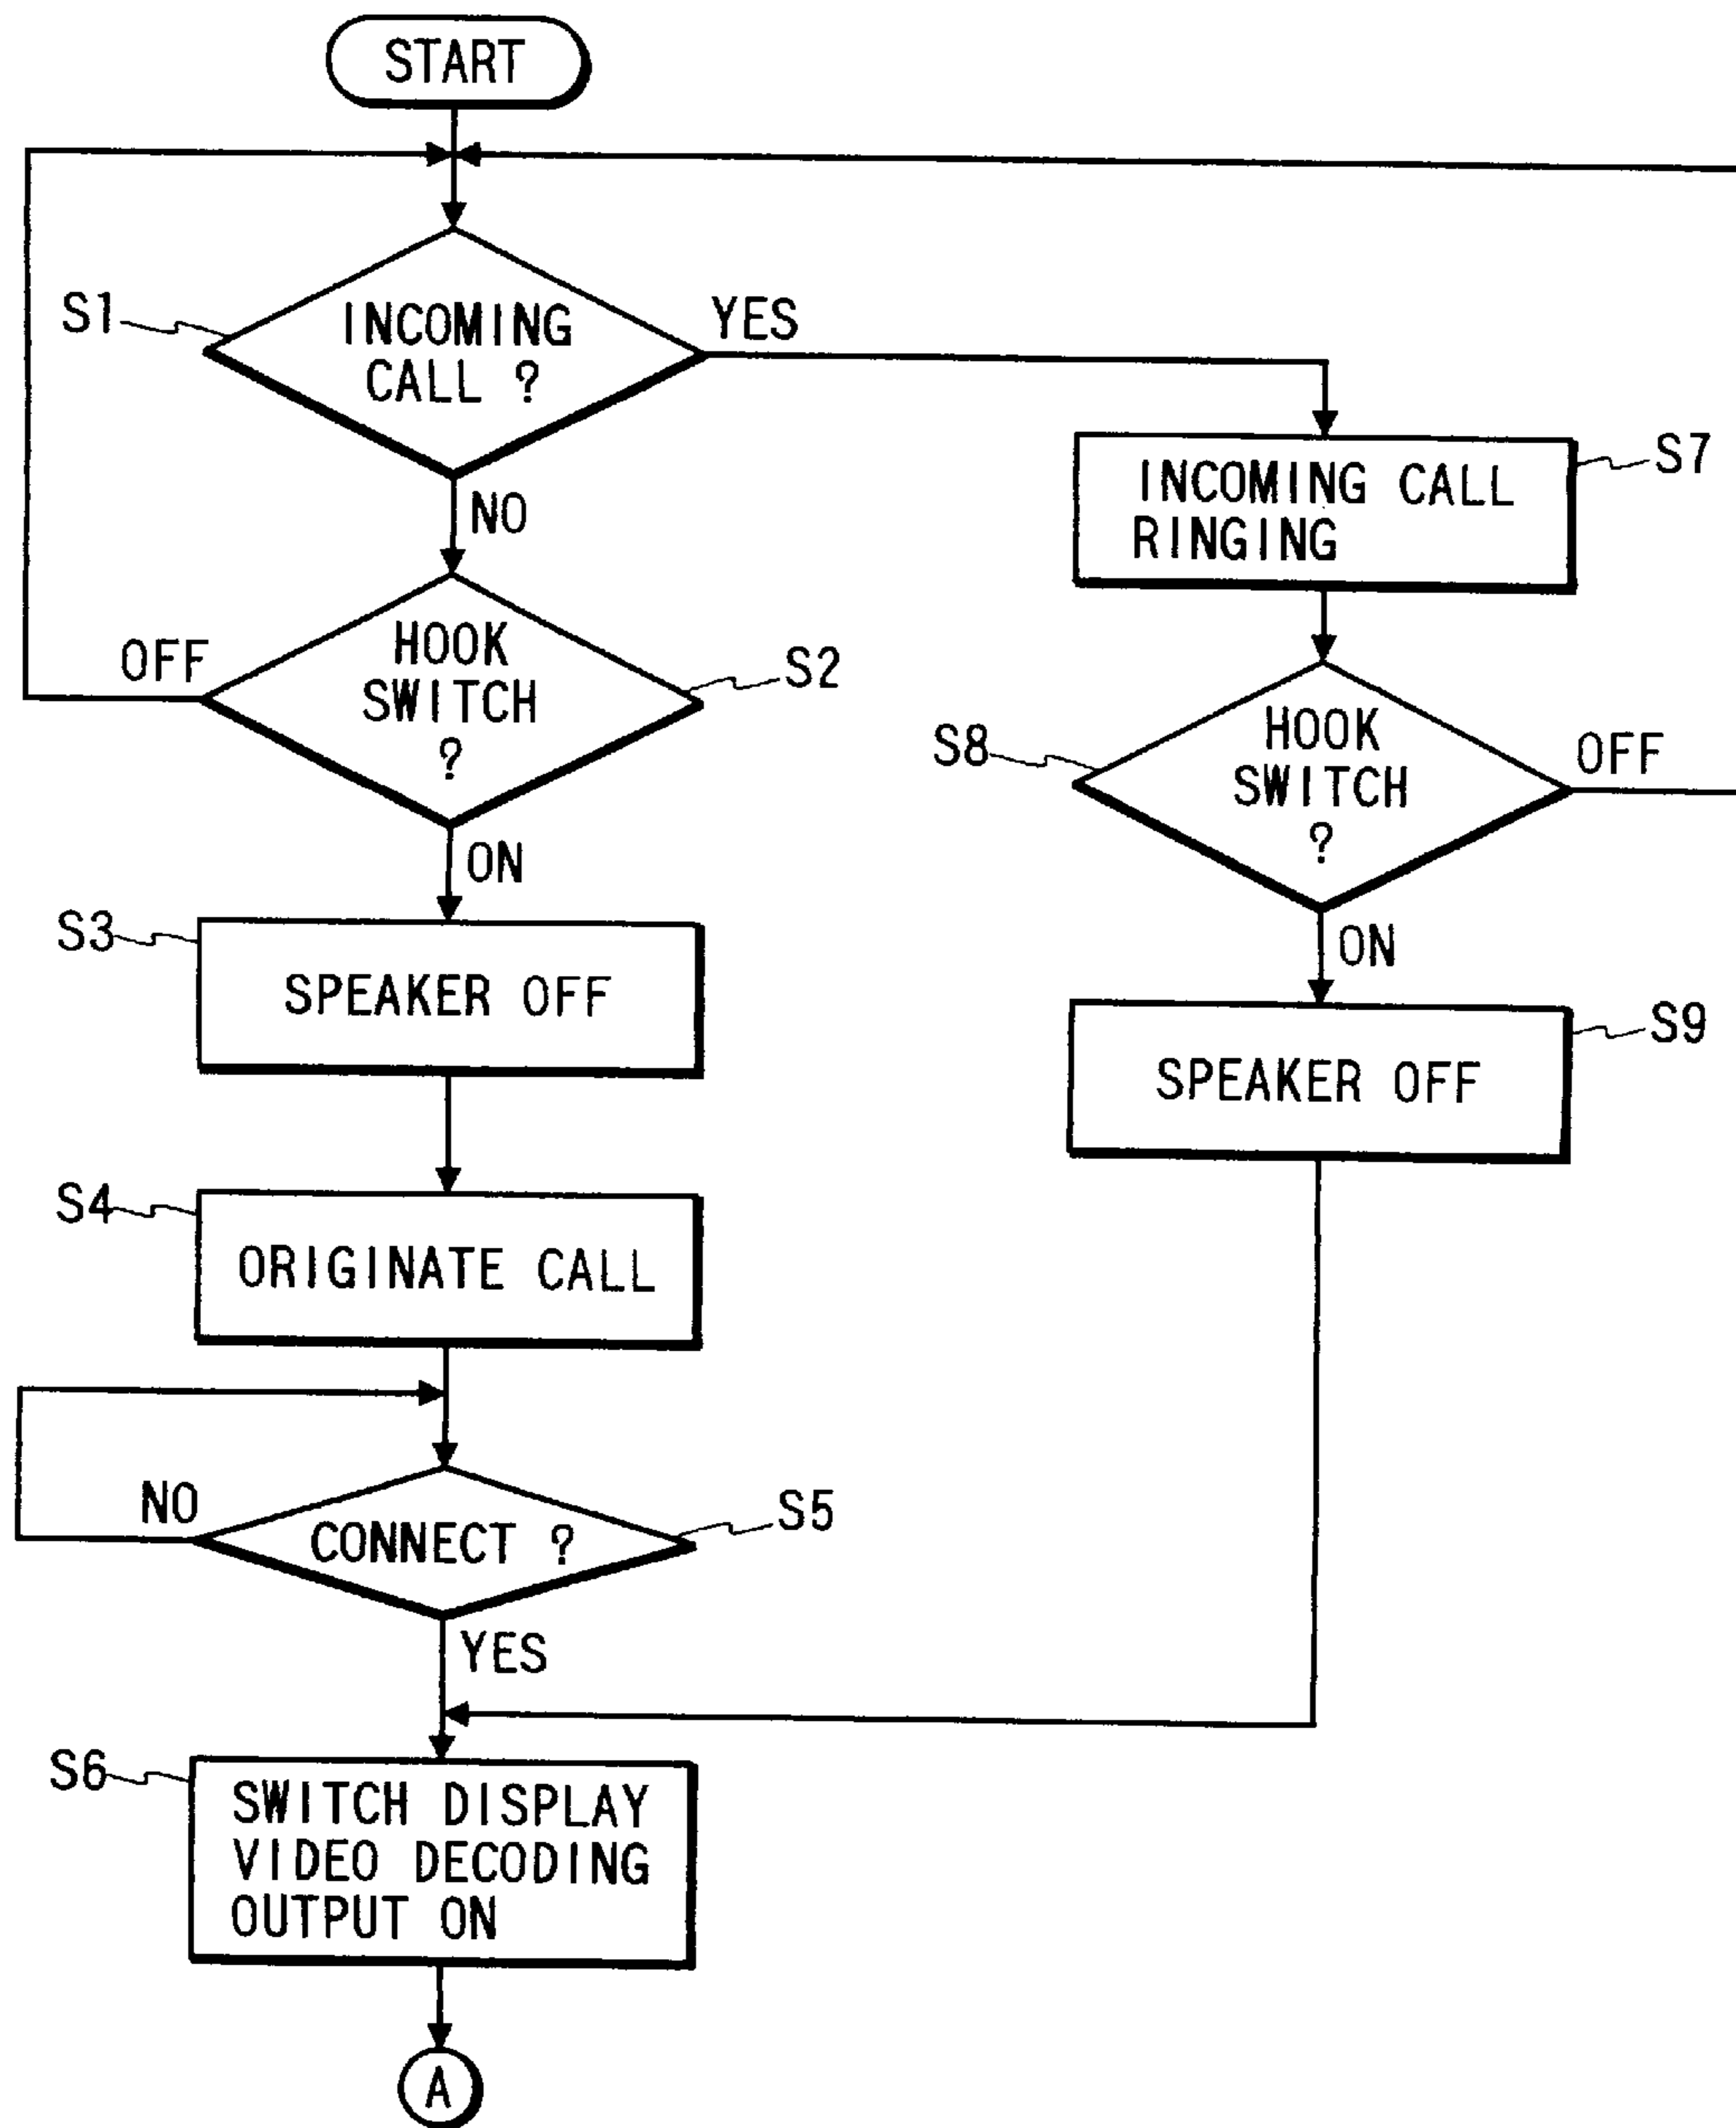 START
S1
INCOMING
CALL ?
YES
NO
S7
INCOMING CALL
RINGING
OFF
HOOK
SWITCH
?
S2
ON
S8
HOOK
SWITCH
?
OFF
ON
S3
SPEAKER OFF
S9
SPEAKER OFF
S4
ORIGINATE CALL
NO
CONNECT ?
S5
YES
S6
SWITCH DISPLAY
VIDEO DECODING
OUTPUT ON
A